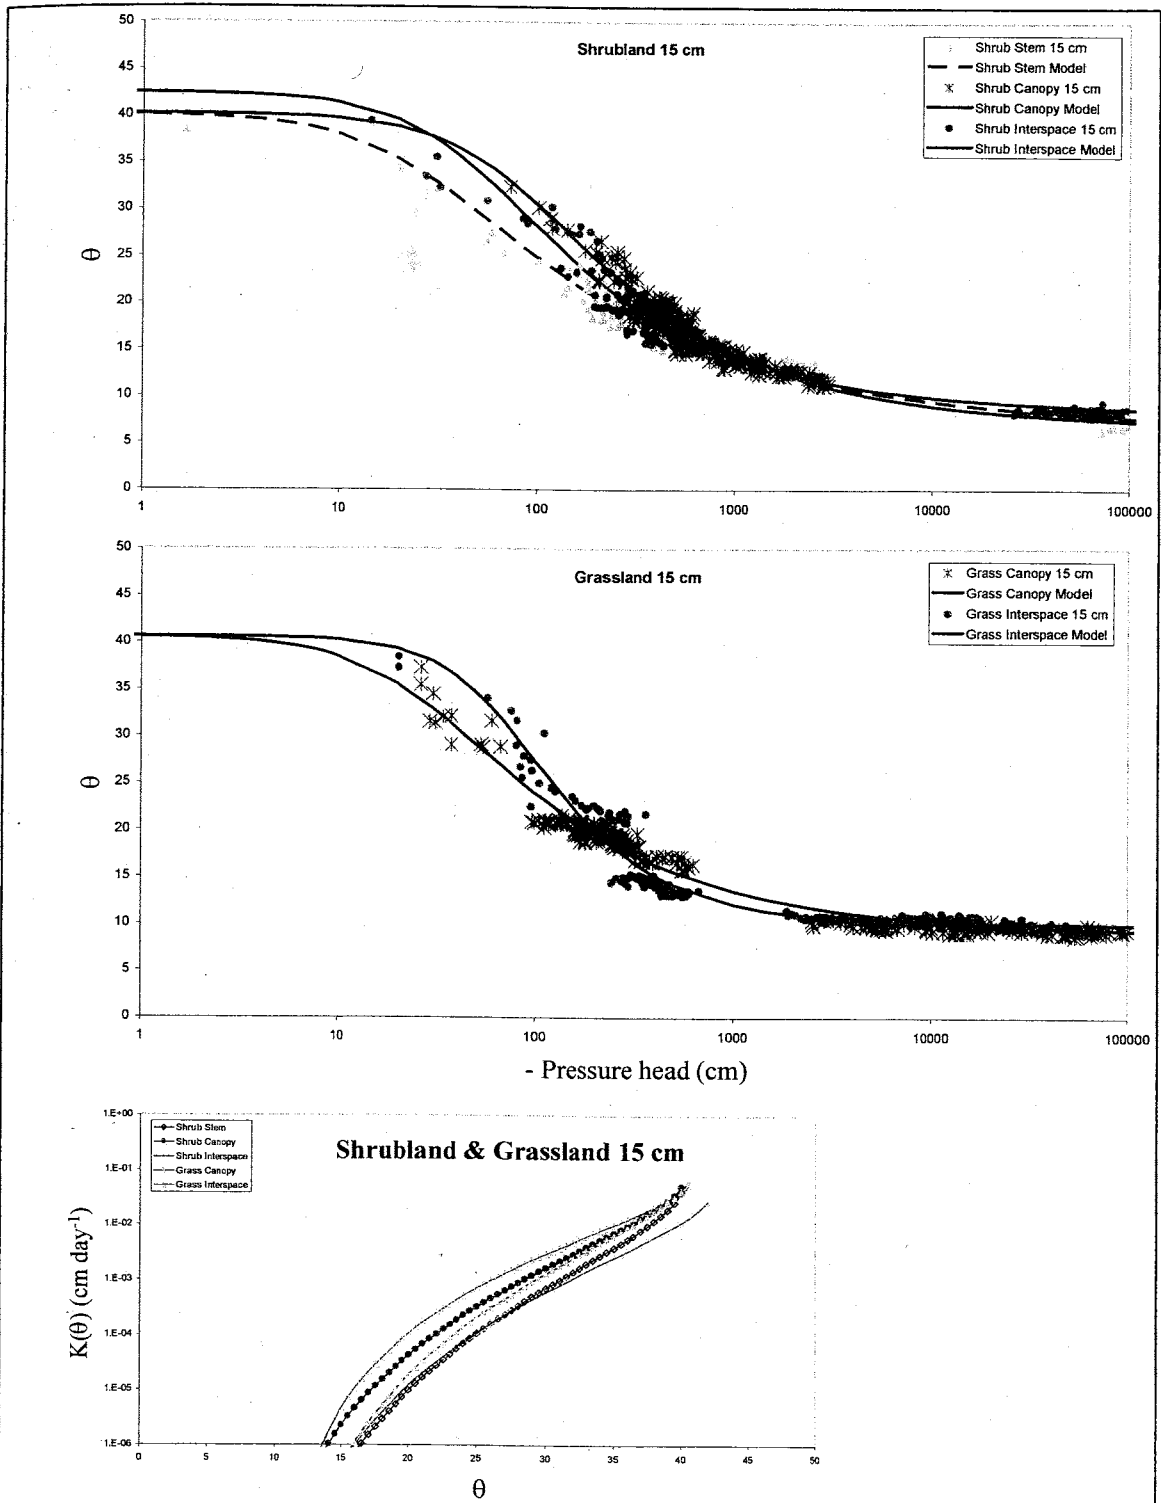 Shrubland 15 cm
Shrub Stem 15 cm
Shrub Stem Model
Shrub Canopy 15 cm
Shrub Canopy Model
Shrub Interspace 15 cm
Shrub Interspace Model
50
45
40
35
30
25
20
15
10
5
0
θ
1
10
100
1000
10000
100000
Grassland 15 cm
Grass Canopy 15 cm
Grass Canopy Model
Grass Interspace 15 cm
Grass Interspace Model
50
45
40
35
30
25
20
15
10
5
0
θ
1
10
100
1000
10000
100000
- Pressure head (cm)
Shrubland & Grassland 15 cm
Shrub Stem
Shrub Canopy
Shrub Interspace
Grass Canopy
Grass Interspace
1.E+00
1.E-01
1.E-02
1.E-03
1.E-04
1.E-05
1.E-06
K(θ) (cm day⁻¹)
0
5
10
15
20
25
30
35
40
45
50
θ